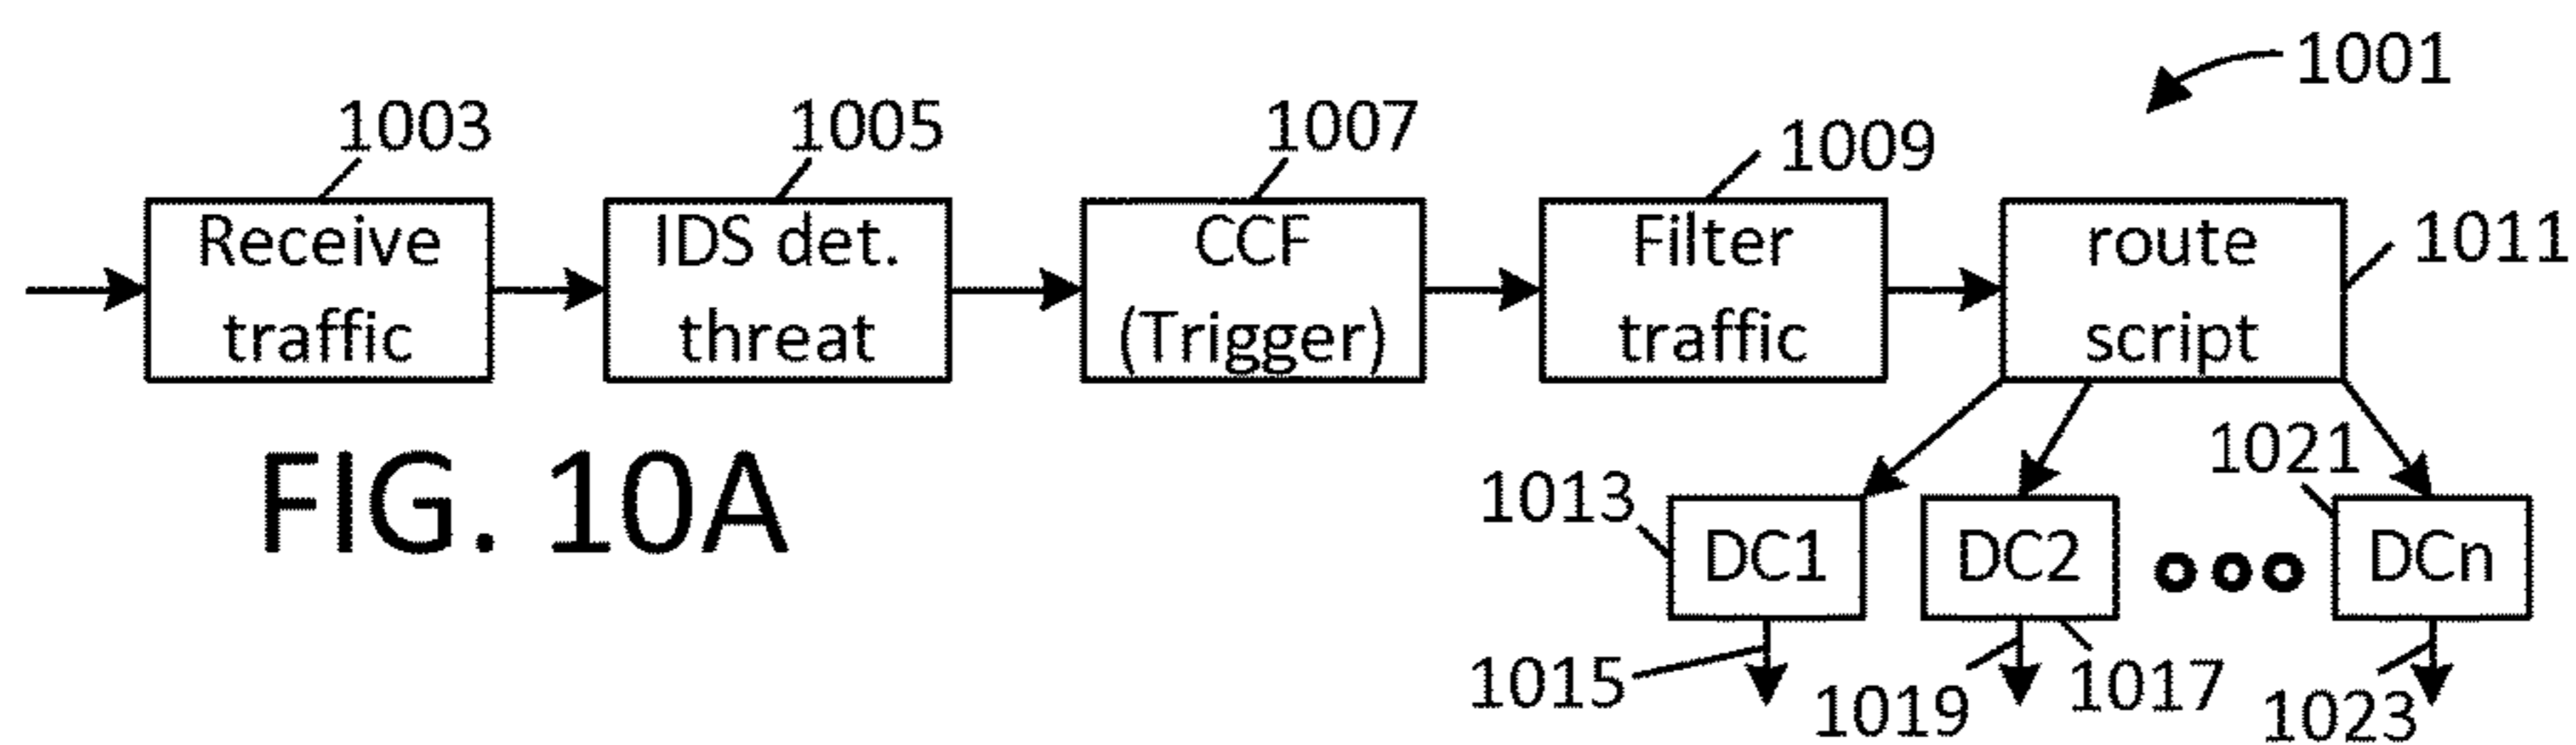 1001
1003
1005
1007
1009
Receive
traffic
IDS det.
threat
CCF
(Trigger)
Filter
traffic
route
script
1011
FIG. 10A
1013
1021
DC1
DC2
DCn
1015
1019
1017
1023